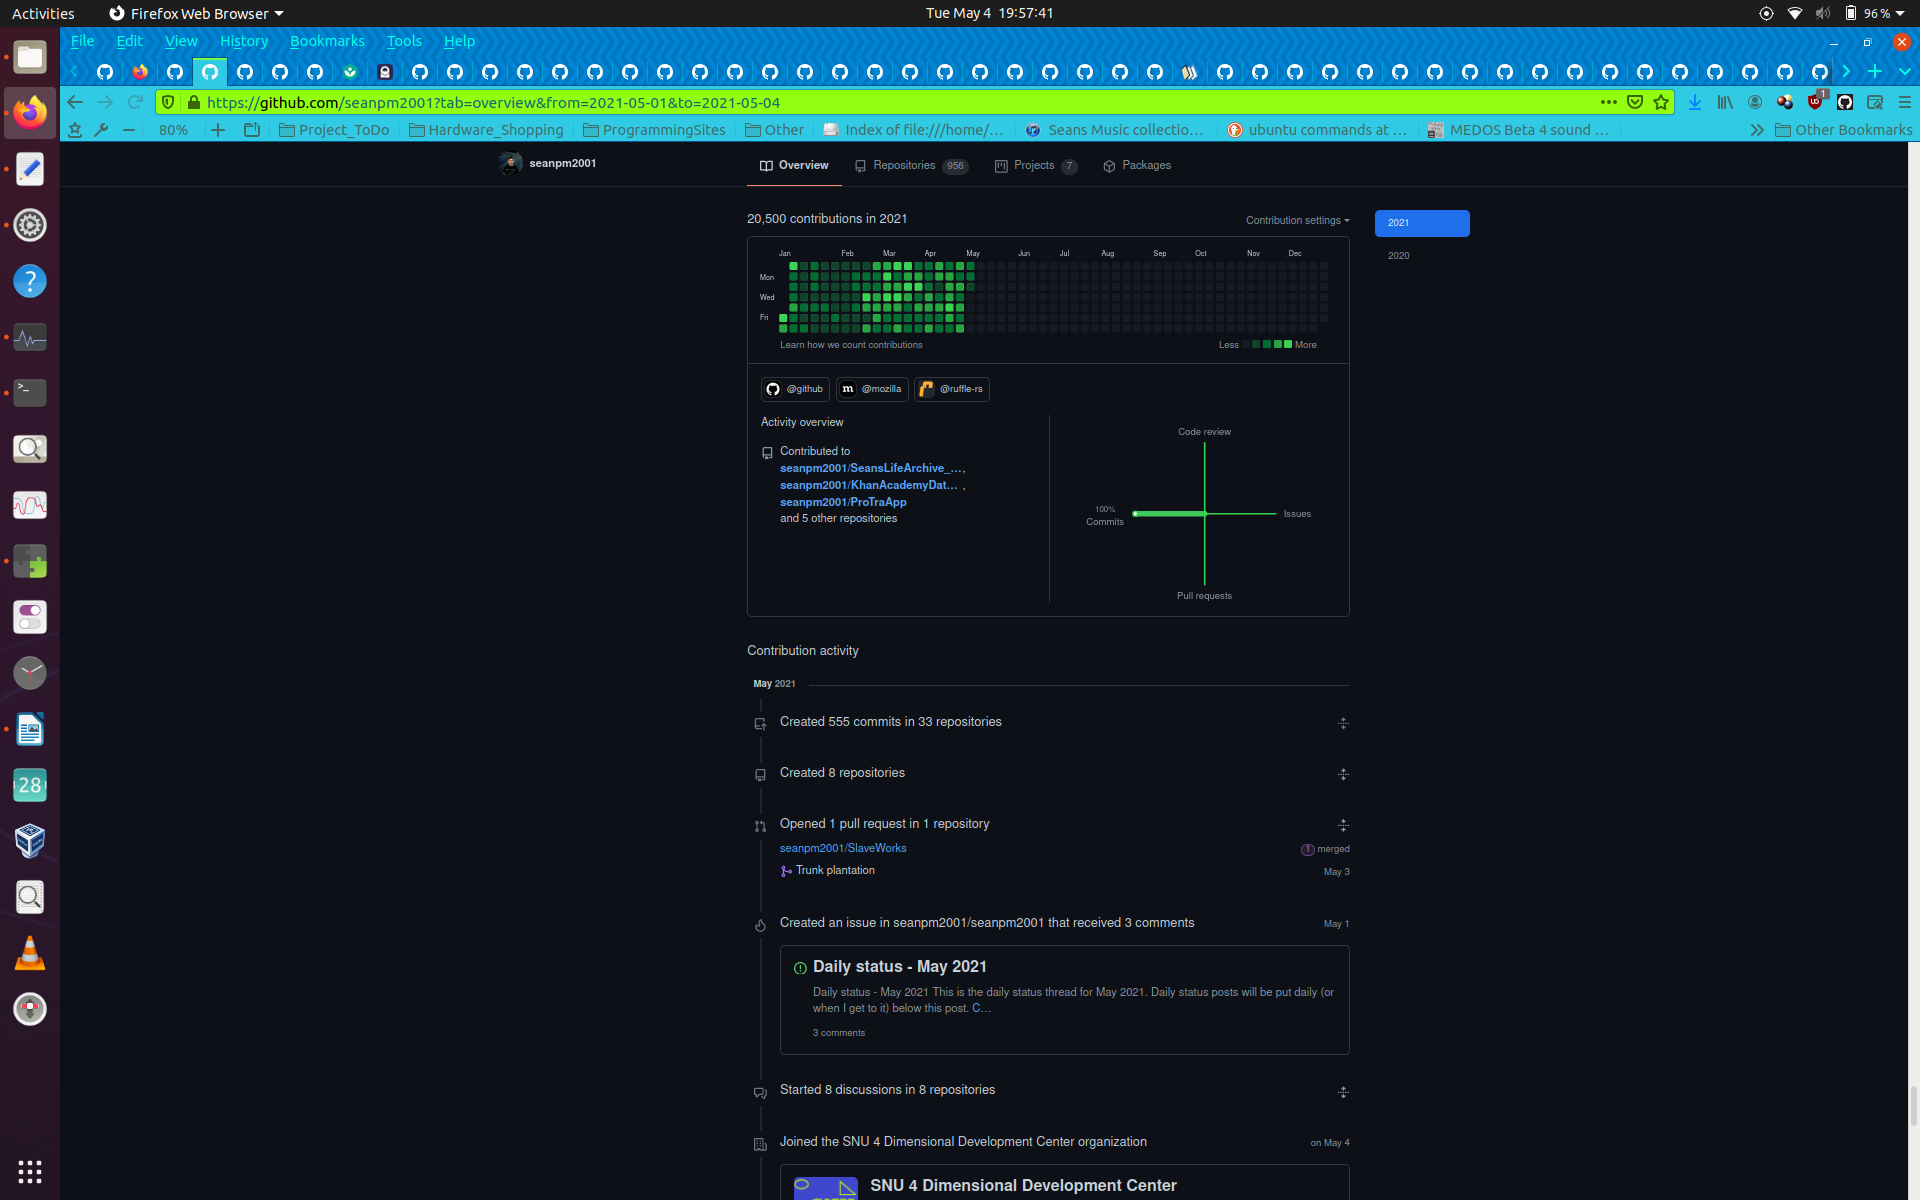 Activities
Firefox Web Browser
Tue May 4 19:57:41
96 %
File Edit View History Bookmarks Tools Help
https://github.com/seanpm2001?tab=overview&from=2021-05-01&to=2021-05-04
1
80%
Project_ToDo
Hardware_Shopping
ProgrammingSites
Other
Index of file:///home/...
Seans Music collectio...
ubuntu commands at ...
MEDOS Beta 4 sound ...
Other Bookmarks
seanpm2001
Overview
Repositories 956
Projects 7
Packages
20,500 contributions in 2021
Contribution settings
2021
2020
Jan Feb Mar Apr May Jun Jul Aug Sep Oct Nov Dec
Mon
Wed
Fri
Learn how we count contributions
Less
More
@github
@mozilla
@ruffle-rs
Activity overview
Contributed to
seanpm2001/SeansLifeArchive_...,
seanpm2001/KhanAcademyDat... ,
seanpm2001/ProTraApp
and 5 other repositories
Code review
100%
Commits
Issues
Pull requests
Contribution activity
May 2021
Created 555 commits in 33 repositories
Created 8 repositories
Opened 1 pull request in 1 repository
seanpm2001/SlaveWorks
1 merged
Trunk plantation
May 3
Created an issue in seanpm2001/seanpm2001 that received 3 comments
May 1
Daily status - May 2021
Daily status - May 2021 This is the daily status thread for May 2021. Daily status posts will be put daily (or
when I get to it) below this post. C...
3 comments
Started 8 discussions in 8 repositories
Joined the SNU 4 Dimensional Development Center organization
on May 4
SNU 4 Dimensional Development Center
28